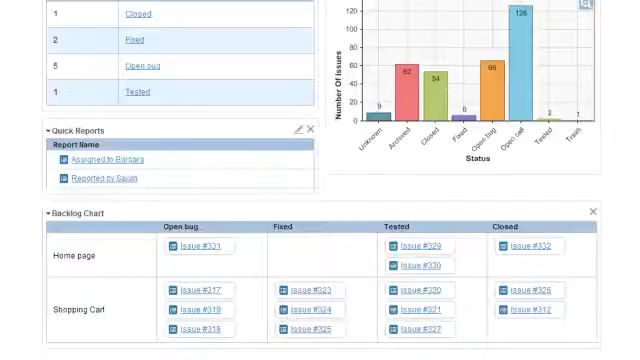 1 Closed
2 Fixed
5 Open bug
1 Tested
Number Of Issues
120
100
80
60
40
20
0
9
62
54
6
66
126
2
1
Unknown
Archived
Closed
Fixed
Open bug
Open call
Tested
Trash
Status
Quick Reports
Report Name
Assigned to Barbara
Reported by Sarah
Backlog Chart
Open bug Fixed Tested Closed
Home page
Issue #331 Issue #329 Issue #332
Issue #330
Shopping Cart
Issue #317 Issue #323 Issue #320 Issue #326
Issue #319 Issue #324 Issue #321 Issue #312
Issue #318 Issue #325 Issue #327